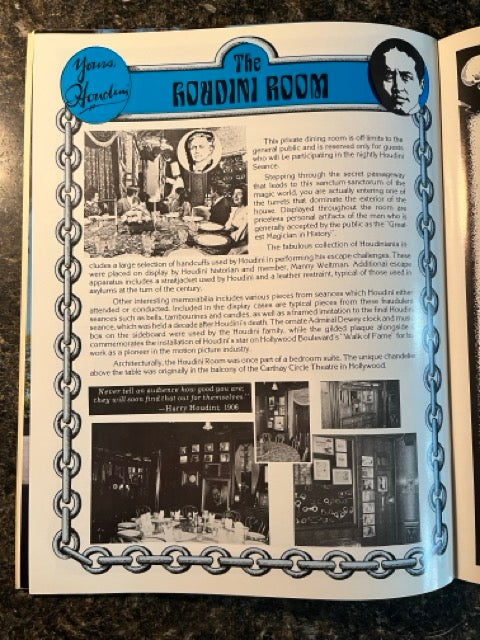 Yours,
Houdini
The
HOUDINI ROOM
This private dining room is off-limits to the
general public and is reserved only for guests
who will be participating in the nightly Houdini
Seance.
Stepping through the secret passageway
that leads to this sanctum-sanctorum of the
magic world, you are actually entering one of
the turrets that dominate the exterior of the
house. Displayed throughout the room are
priceless personal artifacts of the man who is
generally accepted by the public as the "Great-
est Magician in History".
The fabulous collection of Houdiniania in-
cludes a large selection of handcuffs used by Houdini in performing his escape challenges. These
were placed on display by Houdini historian and member, Manny Weltman. Additional escape
apparatus includes a straitjacket used by Houdini and a leather restraint, typical of those used in
asylums at the turn of the century.
Other interesting memorabilia includes various pieces from seances which Houdini either
attended or conducted. Included in the display cases are typical pieces from these fraudulent
seances such as bells, tambourines and candles, as well as a framed invitation to the final Houdini
seance, which was held a decade after Houdini's death. The ornate Admiral Dewey clock and music
box on the sideboard were used by the Houdini family, while the gilded plaque alongside
commemorates the installation of Houdini's star on Hollywood Boulevard's "Walk of Fame" for his
work as a pioneer in the motion picture industry.
Architecturally, the Houdini Room was once part of a bedroom suite. The unique chandelier
above the table was originally in the balcony of the Carthay Circle Theatre in Hollywood.
Never tell an audience how good you are;
they will soon find that out for themselves."
—Harry Houdini, 1906